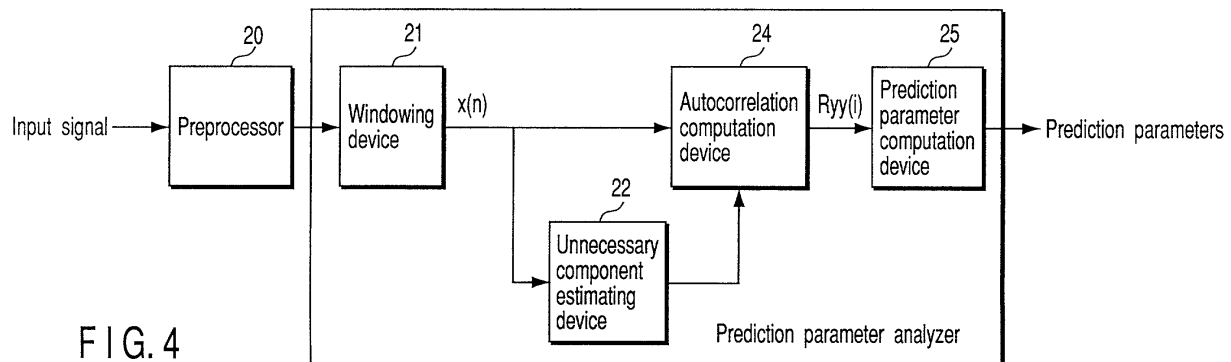 20
21
24
25
Input signal
Preprocessor
Windowing
device
x(n)
Autocorrelation
computation
device
Ryy(i)
Prediction
parameter
computation
device
Prediction parameters
22
Unnecessary
component
estimating
device
Prediction parameter analyzer
FIG. 4